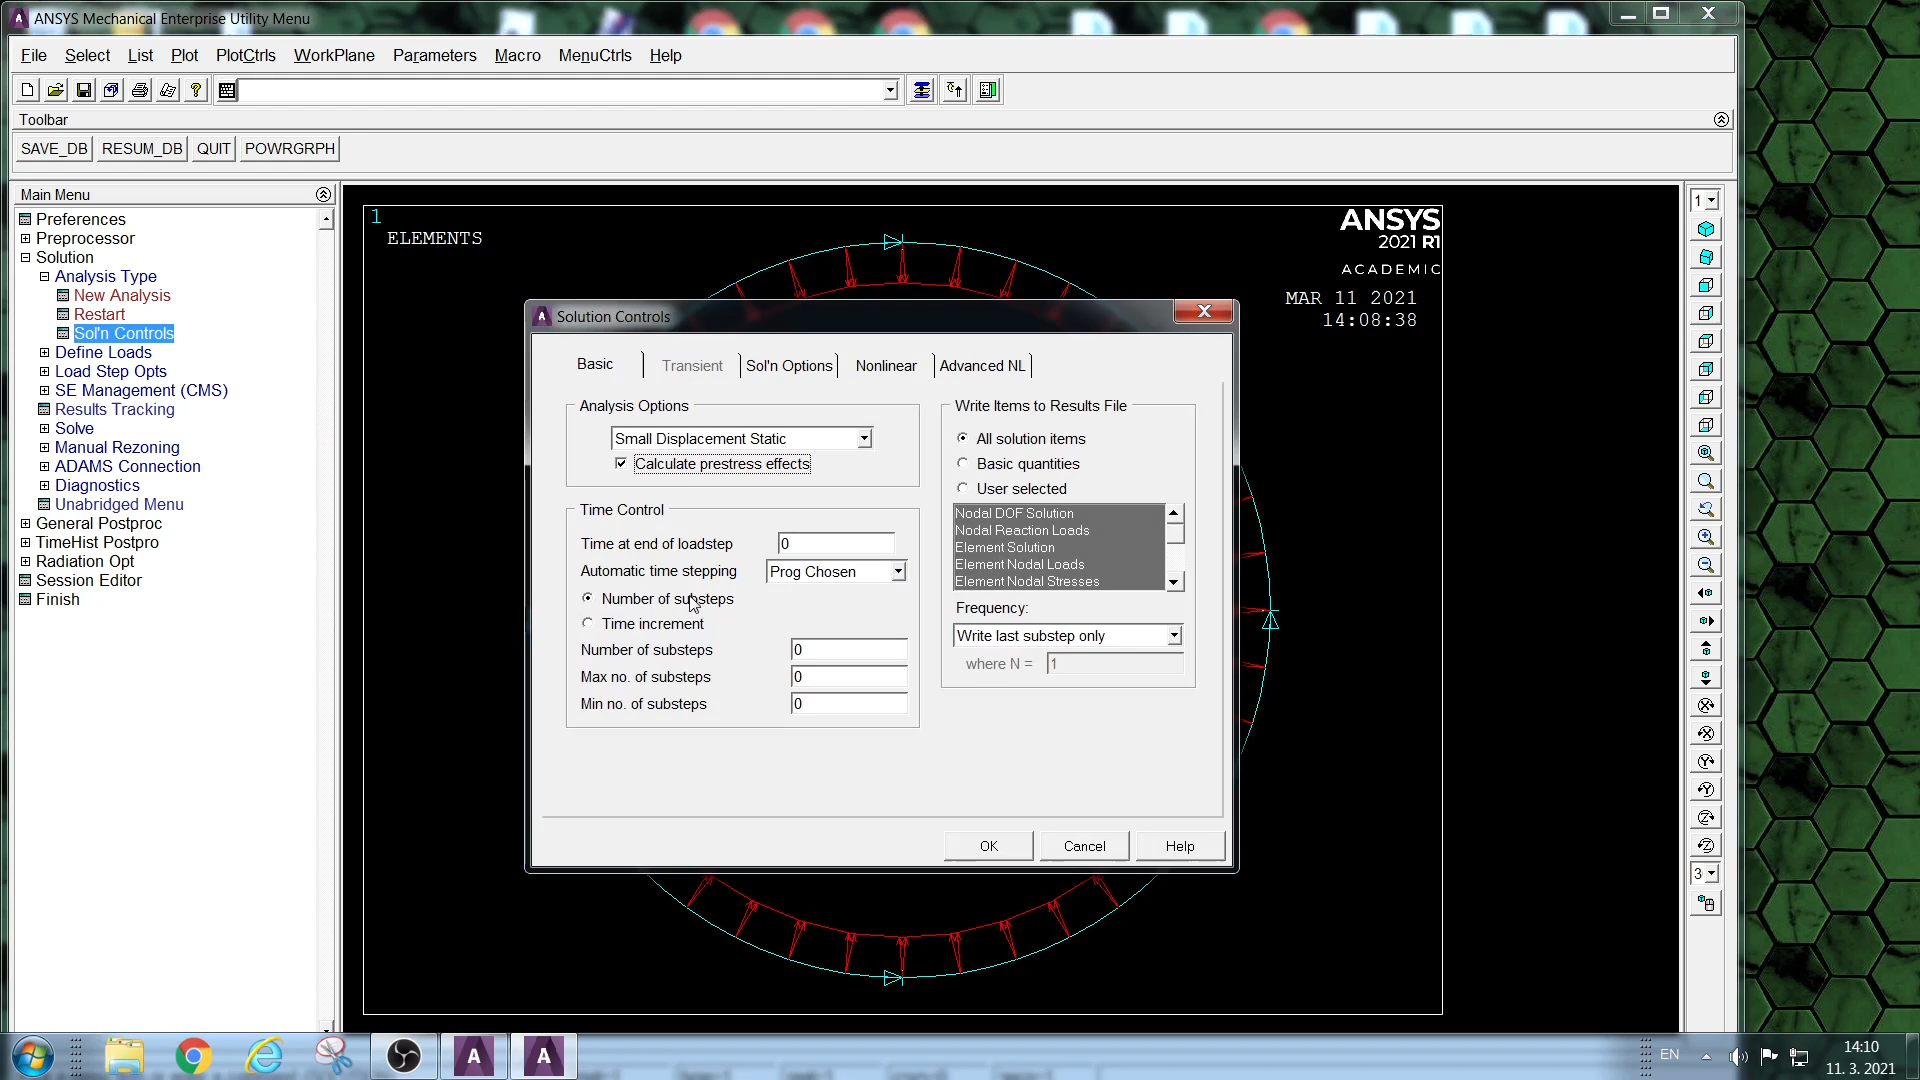 ANSYS Mechanical Enterprise Utility Menu
File Select List Plot PlotCtrls WorkPlane Parameters Macro MenuCtrls Help
Toolbar
SAVE_DB RESUM_DB QUIT POWRGRPH
Main Menu
Preferences
Preprocessor
Solution
Analysis Type
New Analysis
Restart
Sol'n Controls
Define Loads
Load Step Opts
SE Management (CMS)
Results Tracking
Solve
Manual Rezoning
ADAMS Connection
Diagnostics
Unabridged Menu
General Postproc
TimeHist Postpro
Radiation Opt
Session Editor
Finish
1
ELEMENTS
ANSYS
2021 R1
ACADEMIC
MAR 11 2021
14:08:38
Solution Controls
Basic Transient Sol'n Options Nonlinear Advanced NL
Analysis Options
Small Displacement Static
Calculate prestress effects
Time Control
Time at end of loadstep 0
Automatic time stepping Prog Chosen
Number of substeps
Time increment
Number of substeps 0
Max no. of substeps 0
Min no. of substeps 0
Write Items to Results File
All solution items
Basic quantities
User selected
Nodal DOF Solution
Nodal Reaction Loads
Element Solution
Element Nodal Loads
Element Nodal Stresses
Frequency:
Write last substep only
where N = 1
OK Cancel Help
1
3
EN
14:10
11. 3. 2021